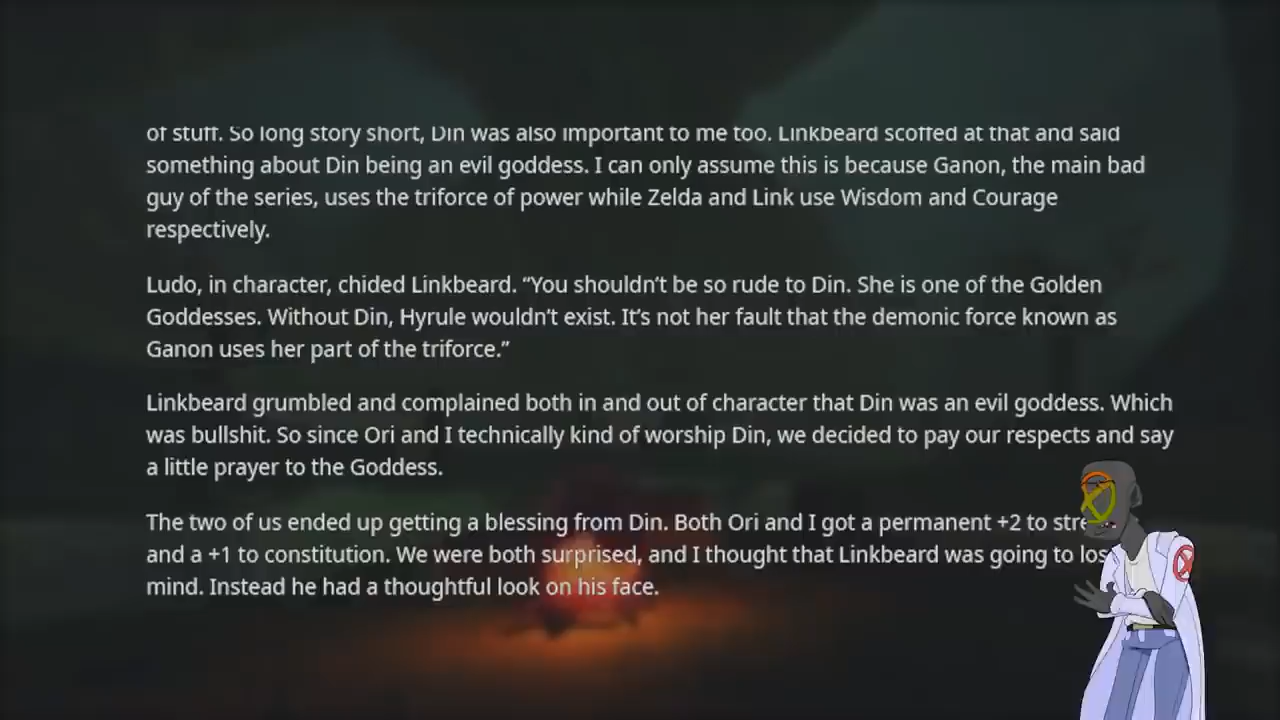 of stuff. So long story short, Din was also important to me too. Linkbeard scoffed at that and said
something about Din being an evil goddess. I can only assume this is because Ganon, the main bad
guy of the series, uses the triforce of power while Zelda and Link use Wisdom and Courage
respectively.
Ludo, in character, chided Linkbeard. “You shouldn’t be so rude to Din. She is one of the Golden
Goddesses. Without Din, Hyrule wouldn’t exist. It’s not her fault that the demonic force known as
Ganon uses her part of the triforce.”
Linkbeard grumbled and complained both in and out of character that Din was an evil goddess. Which
was bullshit. So since Ori and I technically kind of worship Din, we decided to pay our respects and say
a little prayer to the Goddess.
The two of us ended up getting a blessing from Din. Both Ori and I got a permanent +2 to
and a +1 to constitution. We were both surprised, and I thought that Linkbeard was going to
mind. Instead he had a thoughtful look on his face.